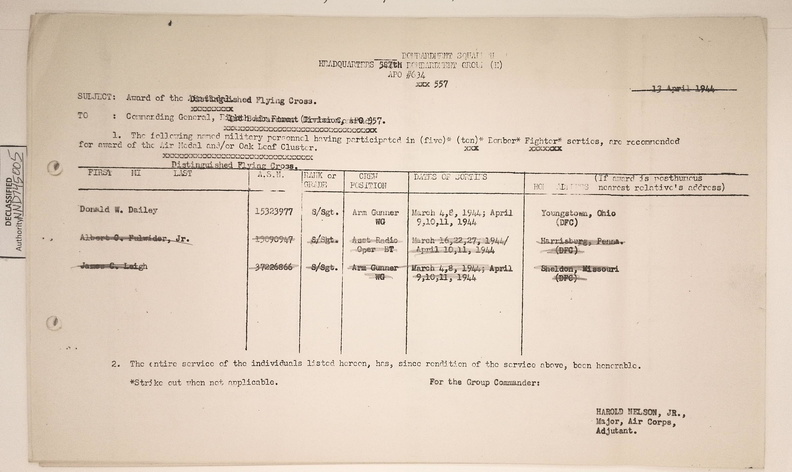 BOMBARDMENT SQUADRON
HEADQUARTERS 387th BOMBARDMENT GROUP (M)
APO #634
xxx 557
13 April 1944
SUBJECT: Award of the Distinguished Flying Cross.
xxxxxxxxx
TO : Commanding General,
1. The following named military personnel having participated in (five)* (ten)* Bomber* Fighter* sorties, are recommended
for award of the Air Medal and/or Oak Leaf Cluster.
Distinguished Flying Cross.
FIRST MI LAST A.S.N. RANK OR GRADE CREW POSITION DATES OF SORTIES HOME ADDRESS (If award is posthumous nearest relative's address)
Donald W. Dailey 15323977 S/Sgt. Arm Gunner March 4,8, 1944; April Youngstown, Ohio
WG 9,10,11, 1944 (DFC)
Albert G. Fulwider, Jr. 13090947 S/Sgt. Asst Radio March 16,22,27, 1944/ Harrisburg, Penna.
Oper BT April 10,11, 1944 (DFC)
James C. Leigh 37226866 S/Sgt. Arm Gunner March 4,8, 1944; April Sheldon, Missouri
WG 9,10,11, 1944 (DFC)
2. The entire service of the individuals listed hereon, has, since rendition of the service above, been honorable.
*Strike out when not applicable. For the Group Commander:
HAROLD NELSON, JR.,
Major, Air Corps,
Adjutant.
DECLASSIFIED
Authority NND745005